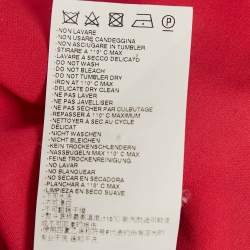 -NON LAVARE
-NON USARE CANDEGGINA
-NON ASCIUGARE IN TUMBLER
STIRARE A 110° C MAX
LAVARE A SECCO DELICATO
-DO NOT WASH
-DO NOT BLEACH
-DO NOT TUMBLE DRY
-IRON AT 110°C MAX
-DELICATE DRY CLEAN
-NE PAS LAVER
-NE PAS JAVELLISER
-NE PAS SECHER PAR CULBUTAGE
-REPASSER A 110°C MAXIMUM
-NETTOYER A SEC AU CYCLE
DELICAT
-NICHT WASCHEN
-NICHT BLEICHEN
-KEIN TROCKENSCHLEUDERN
-NASSBUGELN MAX 110°C
-FEINE TROCKENREINIGUNG
-NO LAVAR
-NO BLANQUEAR
-NO SECAR EN SECADORA
-PLANCHAR A 110°C MAX
-LIMPIEZA EN SECO SUAVE